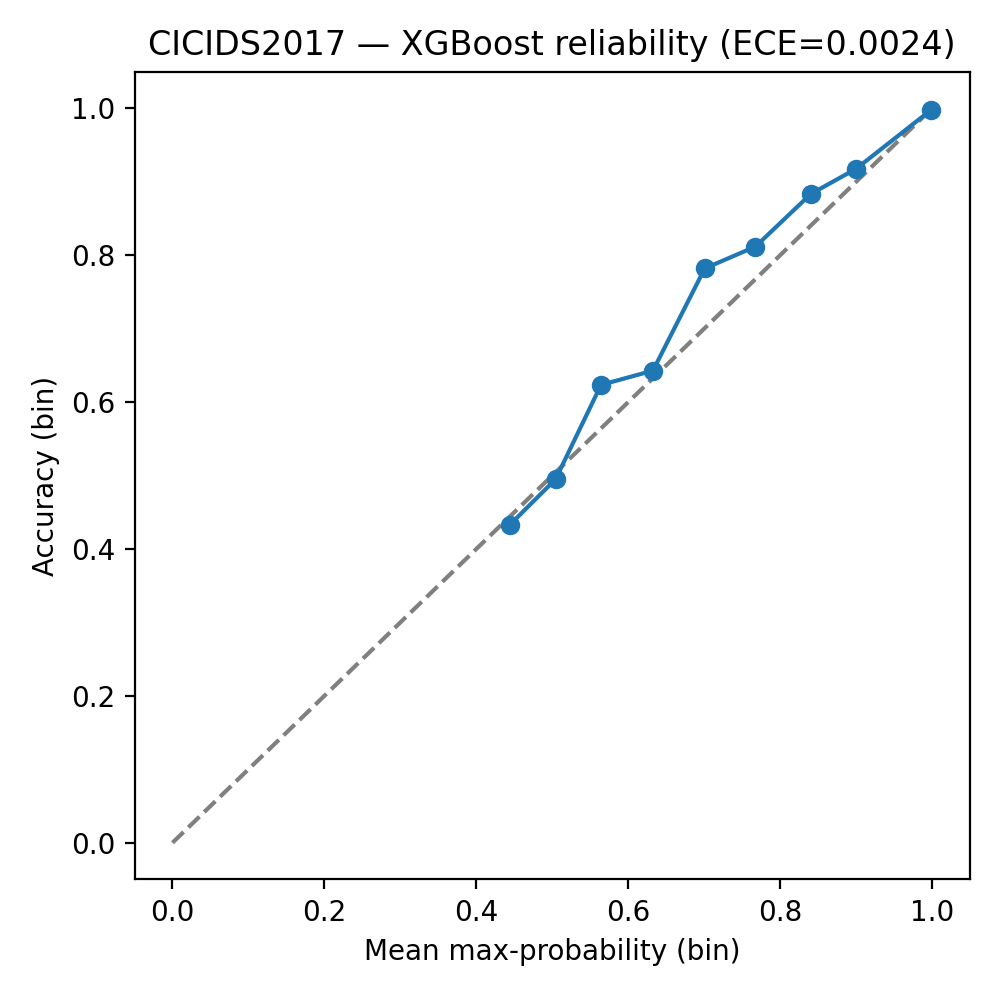 CICIDS2017 — XGBoost reliability (ECE=0.0024)
1.0
0.8
0.6
0.4
0.2
0.0
Accuracy (bin)
0.0 0.2 0.4 0.6 0.8 1.0
Mean max-probability (bin)